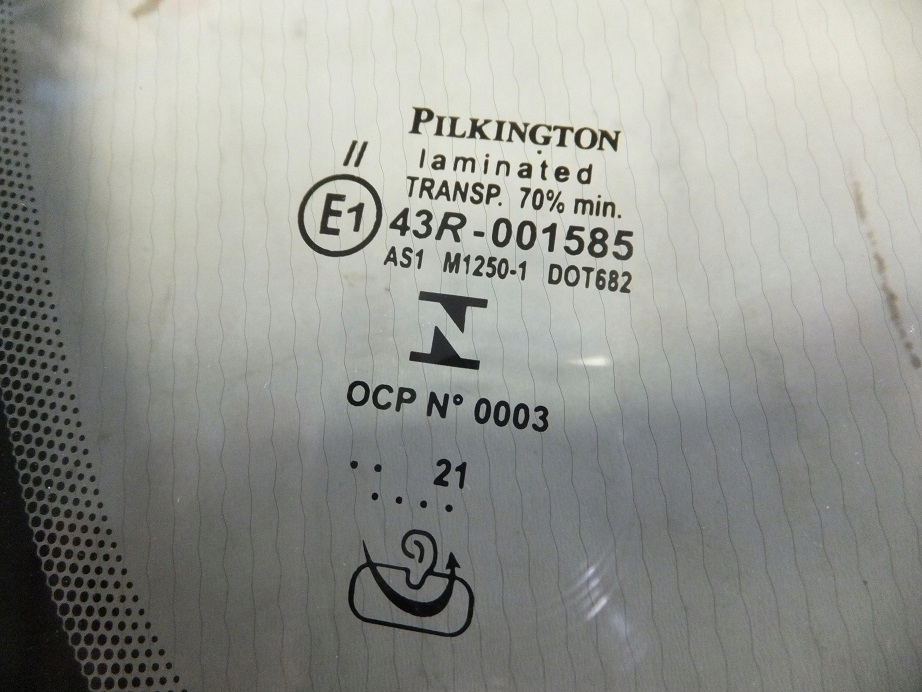 PILKINGTON
//
laminated
TRANSP. 70% min.
E1 43R-001585
AS1 M1250-1 DOT682
OCP N° 0003
.. 21
....